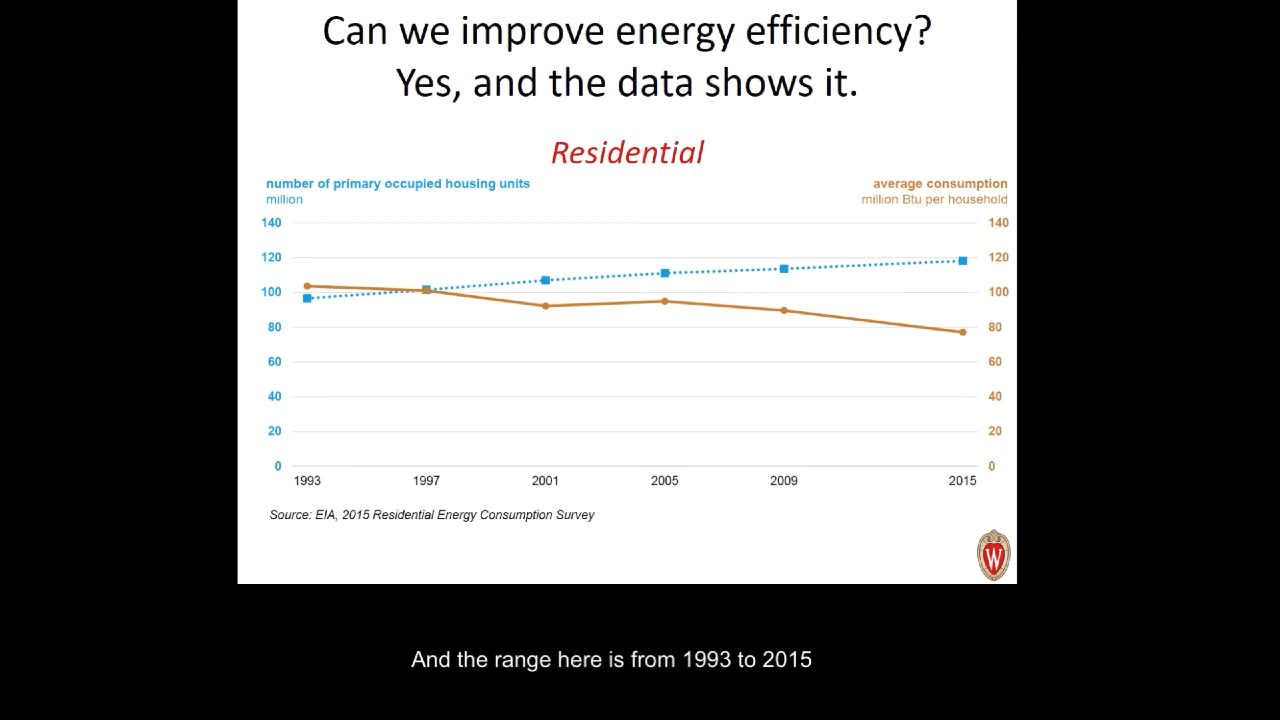 Can we improve energy efficiency?
Yes, and the data shows it.
Residential
number of primary occupied housing units
million
average consumption
million Btu per household
140
120
100
80
60
40
20
0
140
120
100
80
60
40
20
0
1993 1997 2001 2005 2009 2015
Source: EIA, 2015 Residential Energy Consumption Survey
W
And the range here is from 1993 to 2015